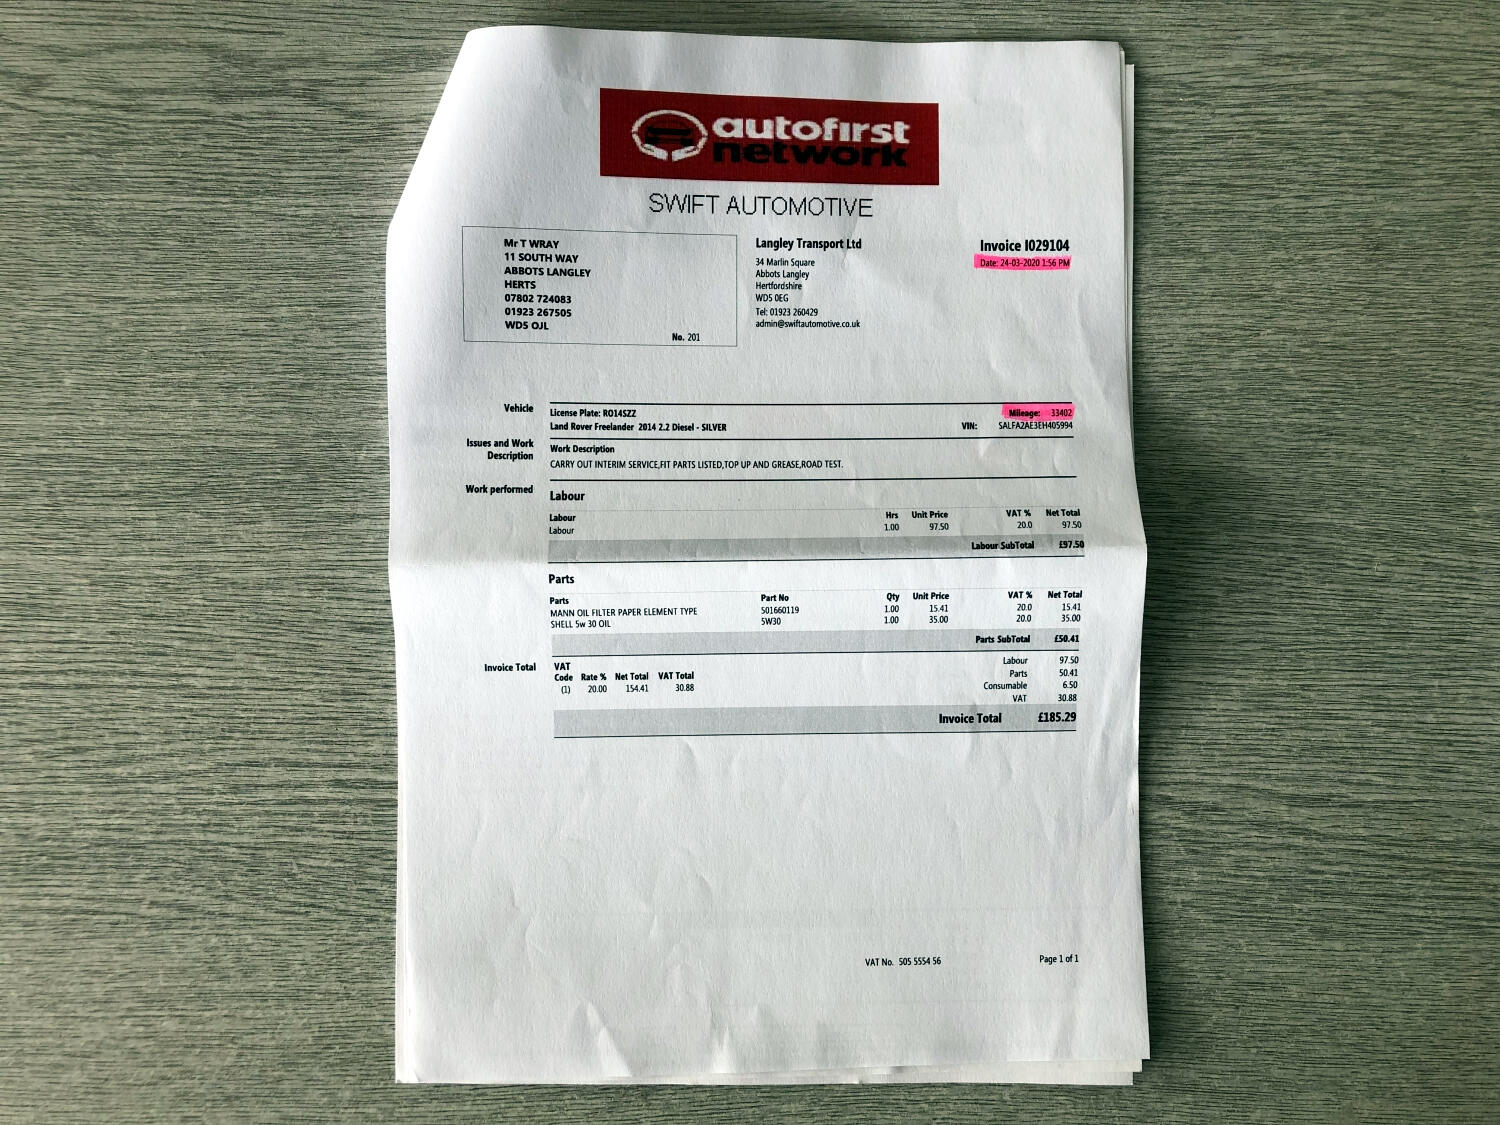 autofirst
network
SWIFT AUTOMOTIVE
Mr T WRAY
11 SOUTH WAY
ABBOTS LANGLEY
HERTS
07802 724083
01923 267505
WD5 OJL
No. 201
Langley Transport Ltd
34 Marlin Square
Abbots Langley
Hertfordshire
WD5 0EG
Tel: 01923 260429
admin@swiftautomotive.co.uk
Invoice I029104
Date: 24-03-2020 1:56 PM
Vehicle License Plate: RO14SZZ Mileage: 33402
Land Rover Freelander 2014 2.2 Diesel - SILVER VIN: SALFA2AE3EH405994
Issues and Work
Description
Work Description
CARRY OUT INTERIM SERVICE,FIT PARTS LISTED,TOP UP AND GREASE,ROAD TEST.
Work performed
Labour
Labour Hrs Unit Price VAT % Net Total
Labour 1.00 97.50 20.0 97.50
Labour SubTotal £97.50
Parts
Parts Part No Qty Unit Price VAT % Net Total
MANN OIL FILTER PAPER ELEMENT TYPE 501660119 1.00 15.41 20.0 15.41
SHELL 5w 30 OIL 5W30 1.00 35.00 20.0 35.00
Parts SubTotal £50.41
Invoice Total
VAT
Code Rate % Net Total VAT Total
(1) 20.00 154.41 30.88
Labour 97.50
Parts 50.41
Consumable 6.50
VAT 30.88
Invoice Total £185.29
VAT No. 505 5554 56
Page 1 of 1